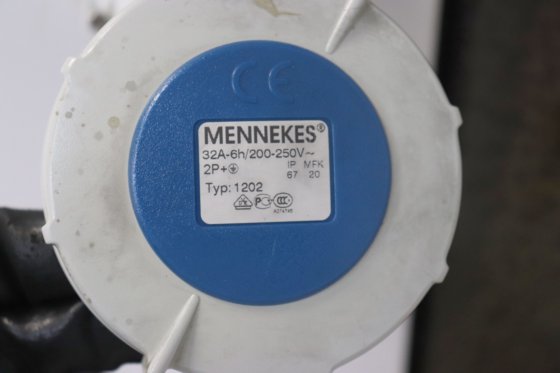 CE
MENNEKES®
32A-6h/200-250V~
2P+⏚ IP MFK
67 20
Typ: 1202